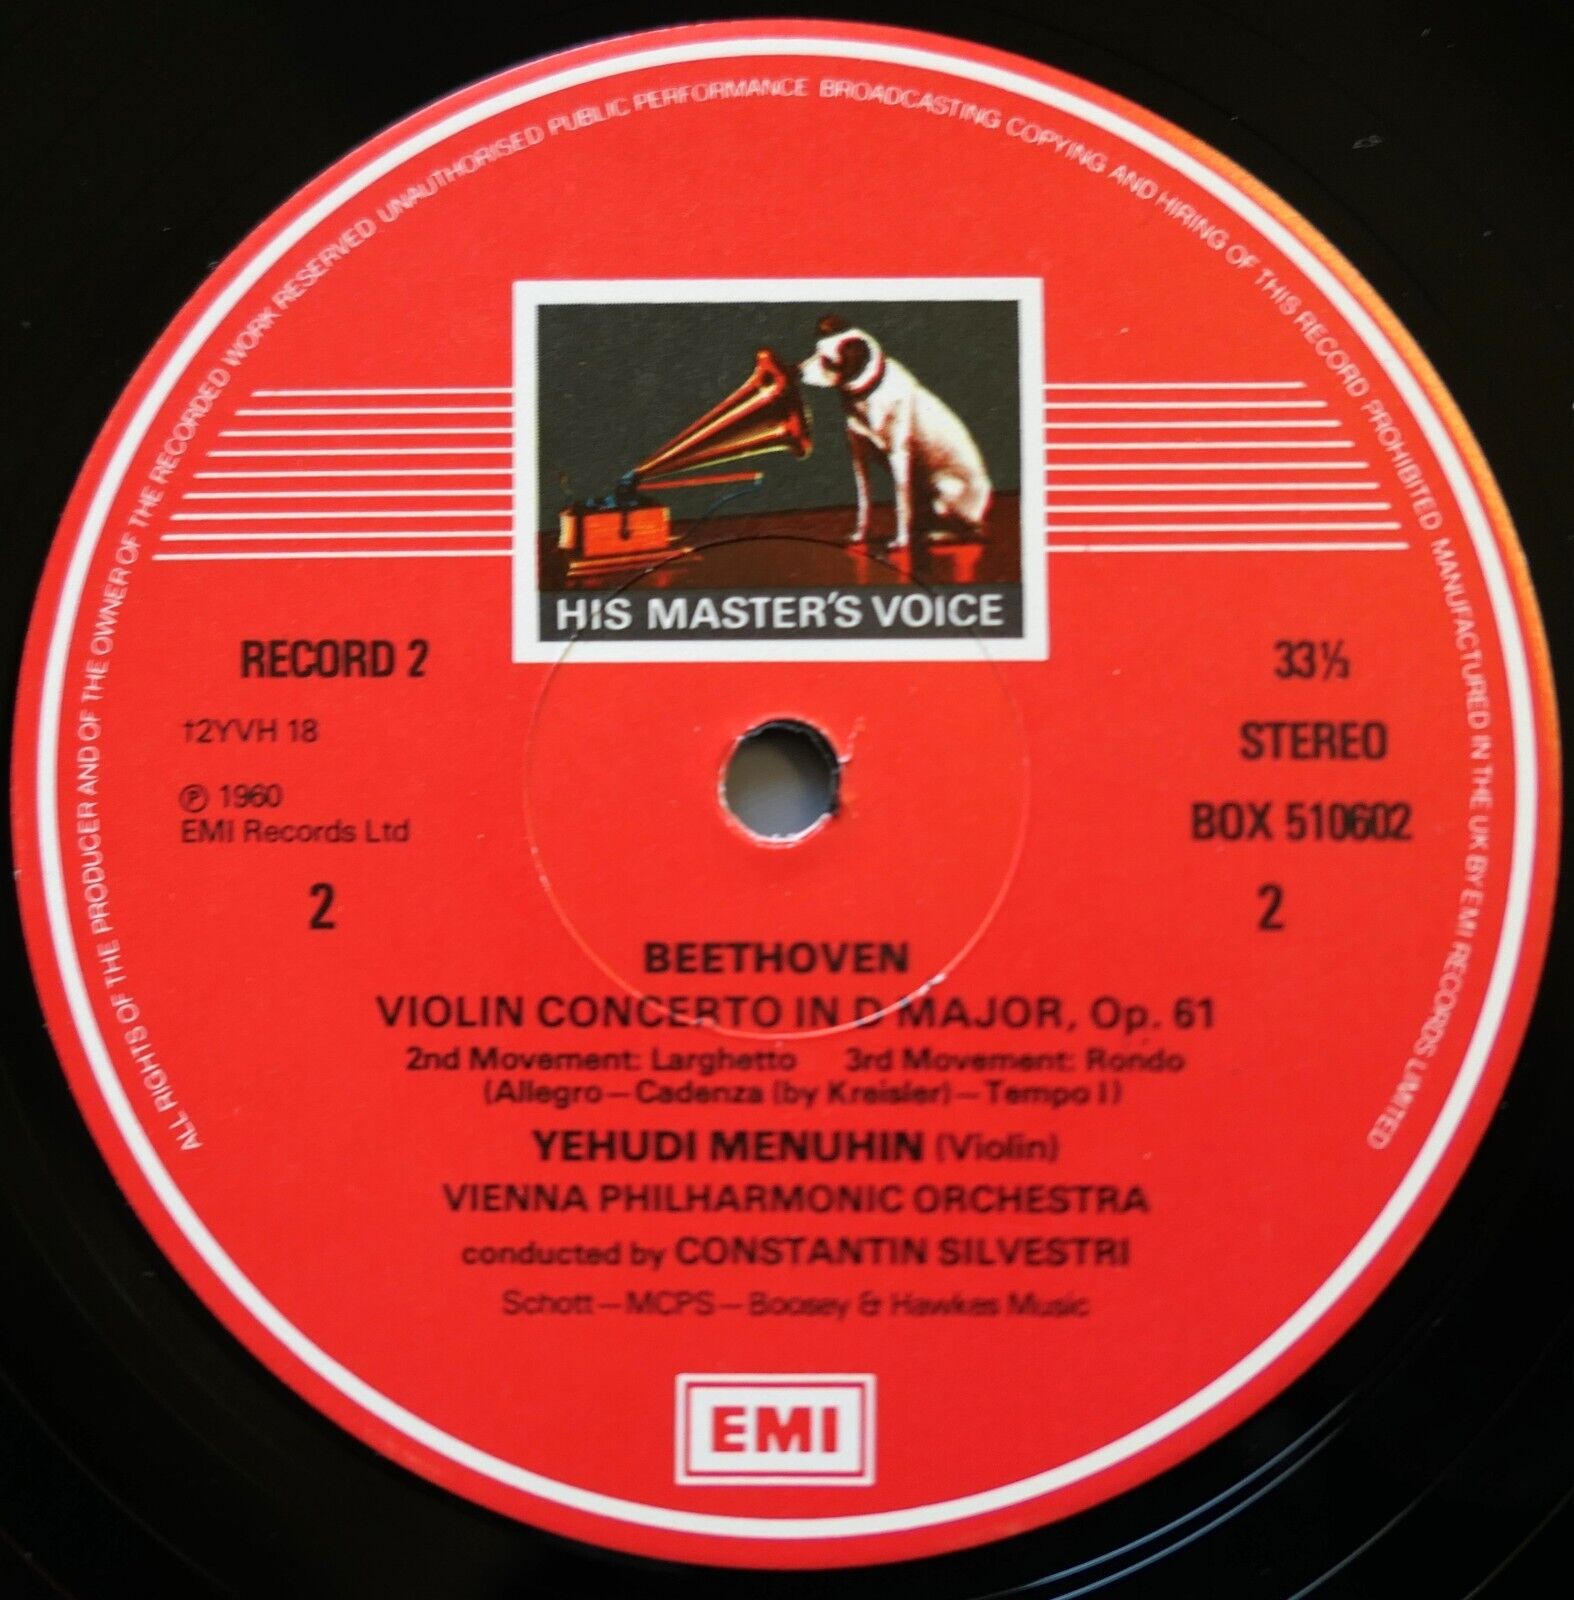 ALL RIGHTS OF THE PRODUCER AND OF THE OWNER OF THE RECORDED WORK RESERVED UNAUTHORISED PUBLIC PERFORMANCE BROADCASTING COPYING AND HIRING OF THIS RECORD PROHIBITED MANUFACTURED IN THE UK BY EMI RECORDS LIMITED
HIS MASTER'S VOICE
RECORD 2
33⅓
†2YVH 18
STEREO
℗ 1960
EMI Records Ltd
BOX 510602
2
2
BEETHOVEN
VIOLIN CONCERTO IN D MAJOR, Op. 61
2nd Movement: Larghetto 3rd Movement: Rondo
(Allegro—Cadenza (by Kreisler)—Tempo I)
YEHUDI MENUHIN (Violin)
VIENNA PHILHARMONIC ORCHESTRA
conducted by CONSTANTIN SILVESTRI
Schott—MCPS—Boosey & Hawkes Music
EMI